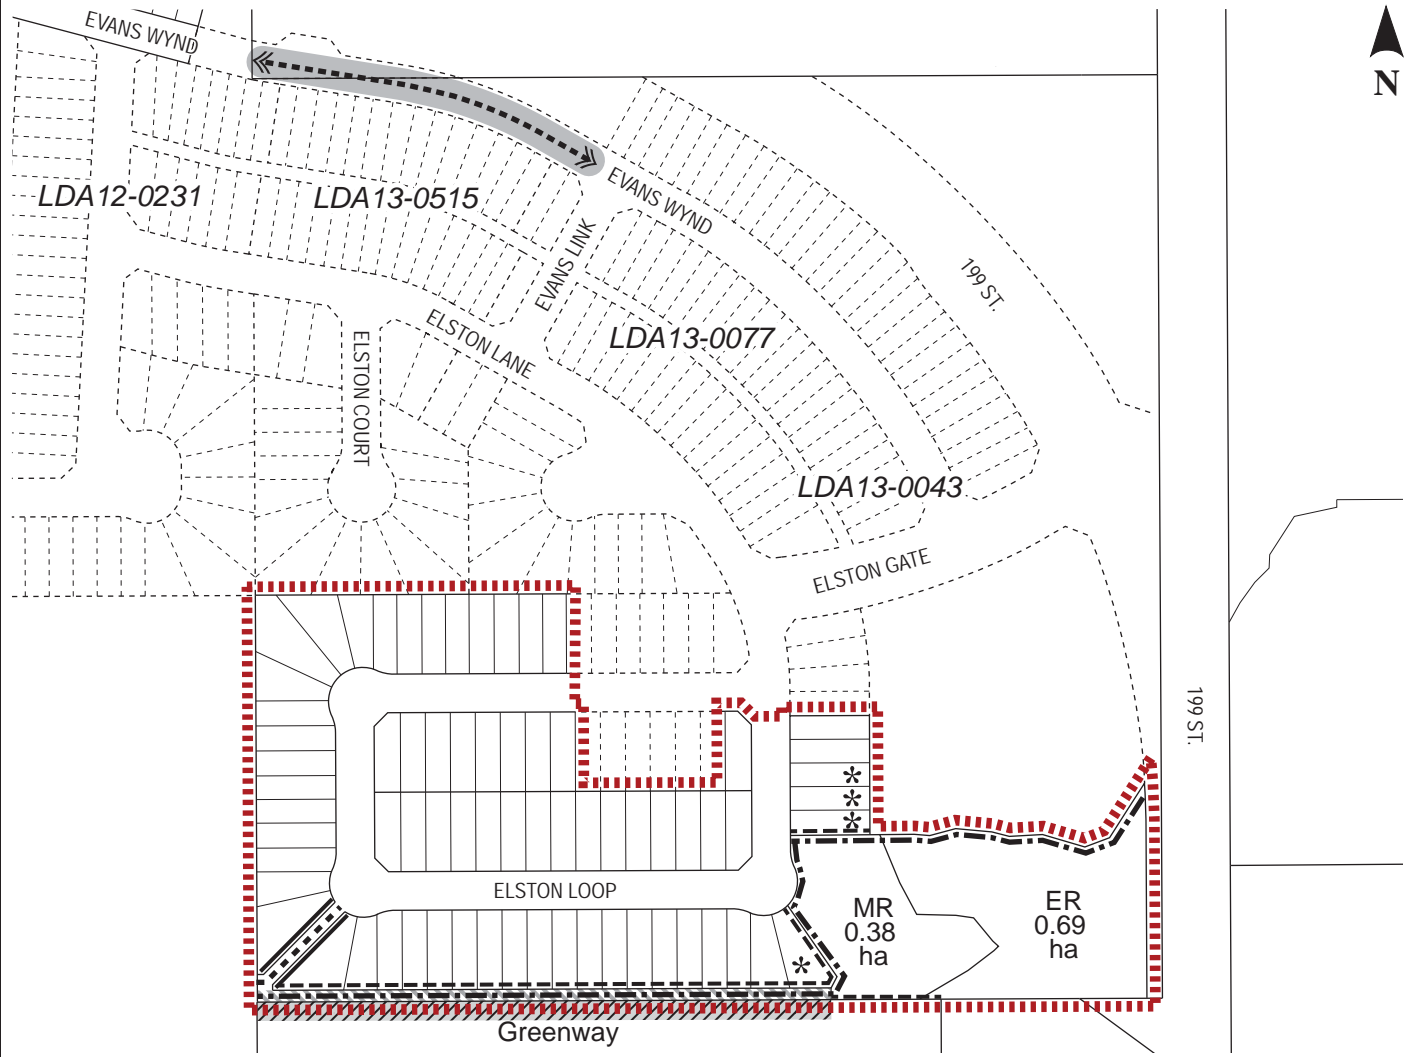 EVANS WYND
N
LDA12-0231
LDA13-0515
EVANS WYND
EVANS LINK
199 ST.
ELSTON LANE
LDA13-0077
ELSTON COURT
LDA13-0043
ELSTON GATE
199 ST.
*
*
*
ELSTON LOOP
MR
0.38
ha
ER
0.69
ha
*
Greenway